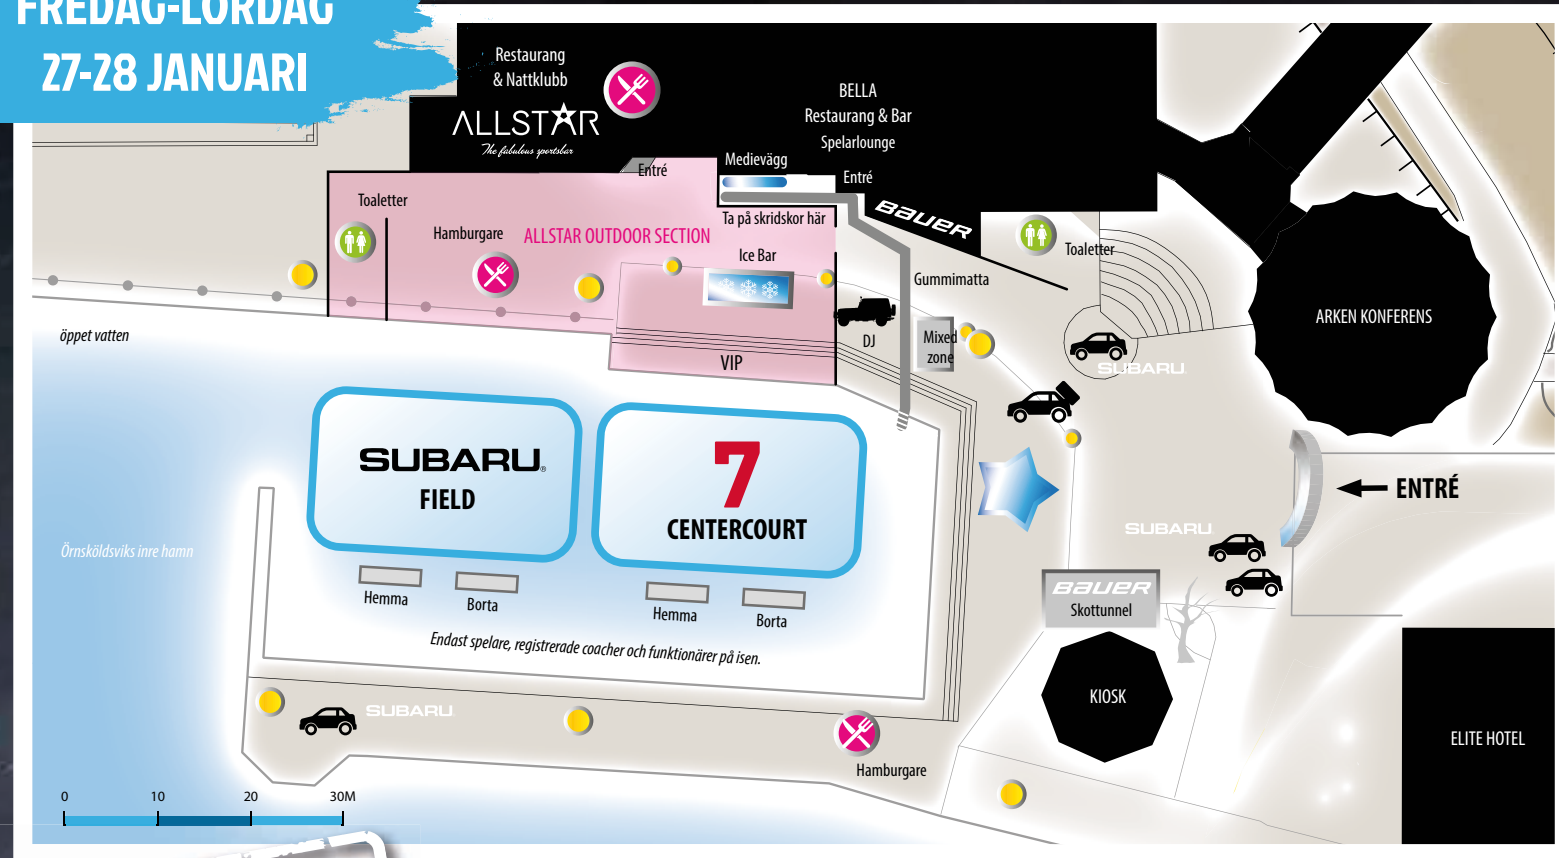 FREDAG-LÖRDAG
27-28 JANUARI
Restaurang
& Nattklubb
ALLSTAR
The fabulous sportsbar
BELLA
Restaurang & Bar
Spelarlounge
Entré
Medievägg
Entré
Toaletter
Ta på skridskor här
BAUER
Hamburgare
ALLSTAR OUTDOOR SECTION
Ice Bar
Toaletter
Gummimatta
öppet vatten
DJ
Mixed
zone
ARKEN KONFERENS
VIP
SUBARU
SUBARU
FIELD
7
CENTERCOURT
ENTRÉ
SUBARU
Örnsköldsviks inre hamn
Hemma
Borta
Hemma
Borta
BAUER
Skottunnel
Endast spelare, registrerade coacher och funktionärer på isen.
KIOSK
SUBARU
ELITE HOTEL
Hamburgare
0 10 20 30M